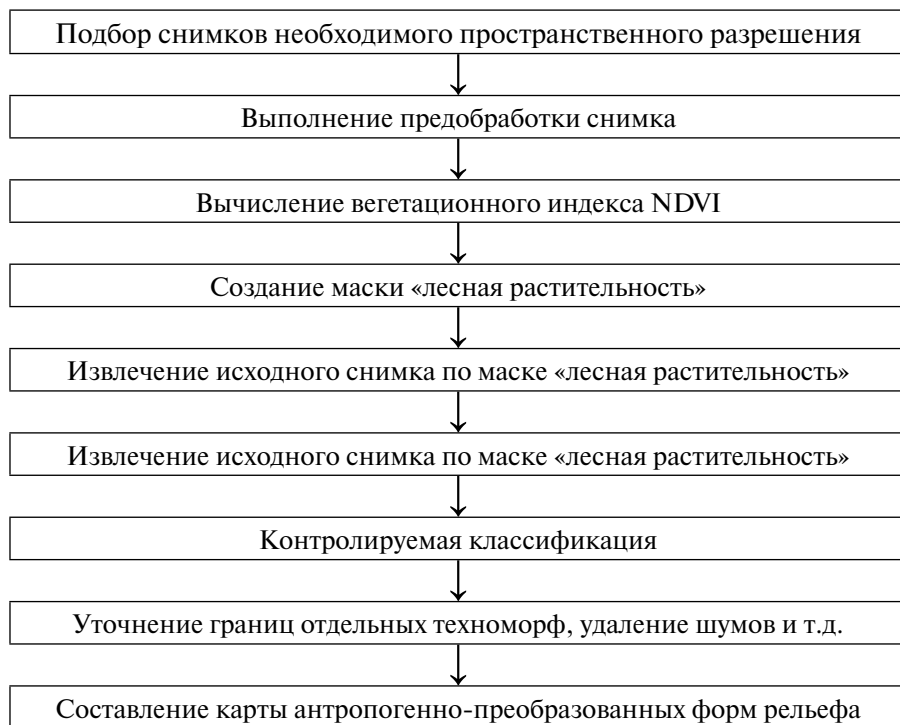 Подбор снимков необходимого пространственного разрешения
Выполнение предобработки снимка
Вычисление вегетационного индекса NDVI
Создание маски «лесная растительность»
Извлечение исходного снимка по маске «лесная растительность»
Извлечение исходного снимка по маске «лесная растительность»
Контролируемая классификация
Уточнение границ отдельных техноморф, удаление шумов и т.д.
Составление карты антропогенно-преобразованных форм рельефа